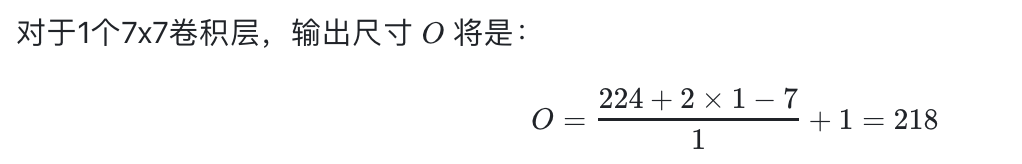 对于1个7x7卷积层，输出尺寸 O 将是：
O = \frac{224 + 2 × 1 − 7}{1} + 1 = 218